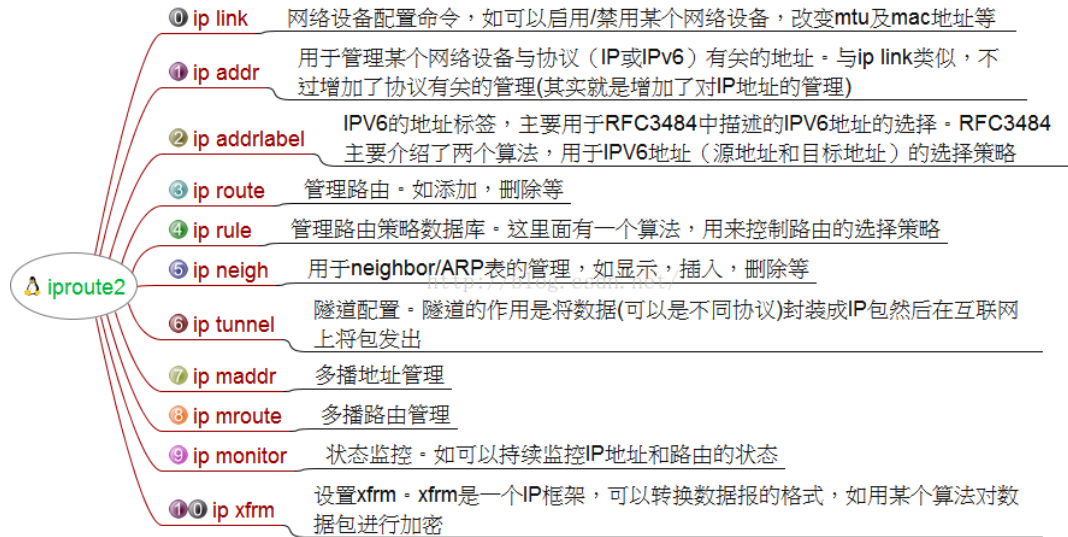 0 ip link 网络设备配置命令，如可以启用/禁用某个网络设备，改变mtu及mac地址等
1 ip addr 用于管理某个网络设备与协议（IP或IPv6）有关的地址。与ip link类似，不
过增加了协议有关的管理(其实就是增加了对IP地址的管理)
2 ip addrlabel IPV6的地址标签，主要用于RFC3484中描述的IPV6地址的选择。RFC3484
主要介绍了两个算法，用于IPV6地址（源地址和目标地址）的选择策略
3 ip route 管理路由。如添加，删除等
4 ip rule 管理路由策略数据库。这里面有一个算法，用来控制路由的选择策略
iproute2
5 ip neigh 用于neighbor/ARP表的管理，如显示，插入，删除等
http://blog.csdn.net/
6 ip tunnel 隧道配置。隧道的作用是将数据(可以是不同协议)封装成IP包然后在互联网
上将包发出
7 ip maddr 多播地址管理
8 ip mroute 多播路由管理
9 ip monitor 状态监控。如可以持续监控IP地址和路由的状态
10 ip xfrm 设置xfrm。xfrm是一个IP框架，可以转换数据报的格式，如用某个算法对数
据包进行加密